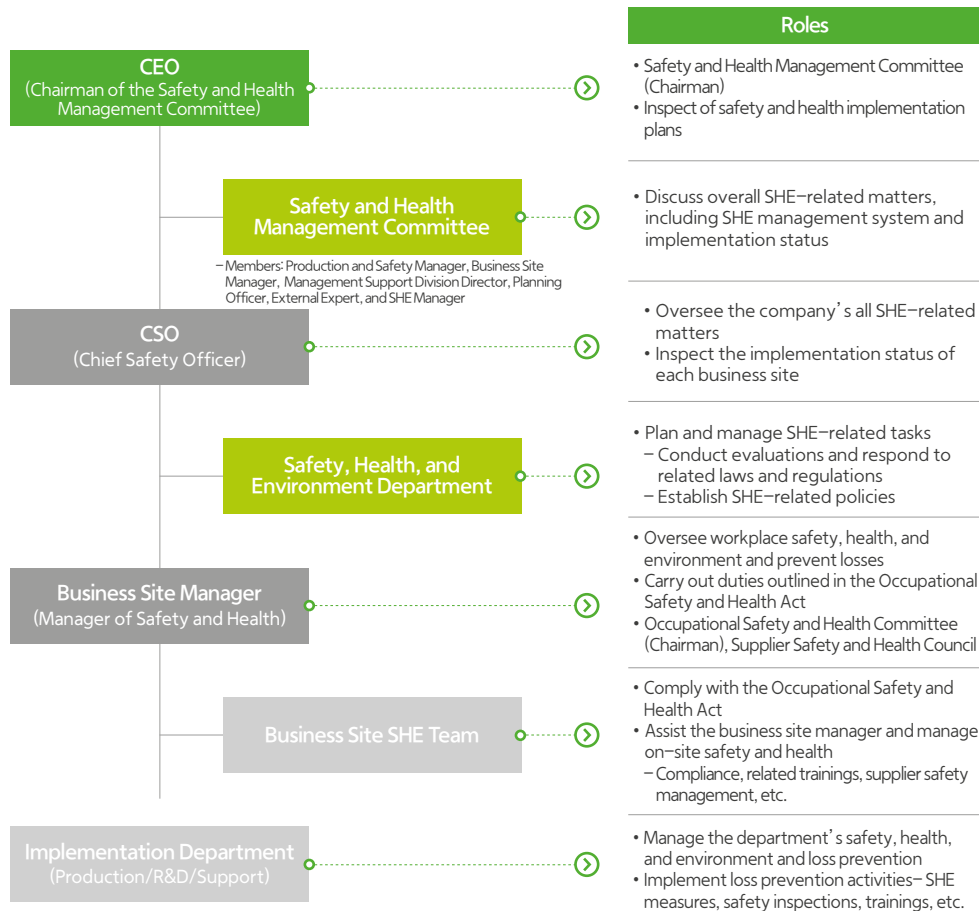 Roles
CEO
(Chairman of the Safety and Health
Management Committee)
• Safety and Health Management Committee
(Chairman)
• Inspect of safety and health implementation
plans
Safety and Health
Management Committee
– Members: Production and Safety Manager, Business Site
Manager, Management Support Division Director, Planning
Officer, External Expert, and SHE Manager
• Discuss overall SHE-related matters,
including SHE management system and
implementation status
CSO
(Chief Safety Officer)
• Oversee the company's all SHE-related
matters
• Inspect the implementation status of
each business site
Safety, Health, and
Environment Department
• Plan and manage SHE-related tasks
– Conduct evaluations and respond to
related laws and regulations
– Establish SHE-related policies
Business Site Manager
(Manager of Safety and Health)
• Oversee workplace safety, health, and
environment and prevent losses
• Carry out duties outlined in the Occupational
Safety and Health Act
• Occupational Safety and Health Committee
(Chairman), Supplier Safety and Health Council
Business Site SHE Team
• Comply with the Occupational Safety and
Health Act
• Assist the business site manager and manage
on-site safety and health
– Compliance, related trainings, supplier safety
management, etc.
Implementation Department
(Production/R&D/Support)
• Manage the department's safety, health,
and environment and loss prevention
• Implement loss prevention activities– SHE
measures, safety inspections, trainings, etc.